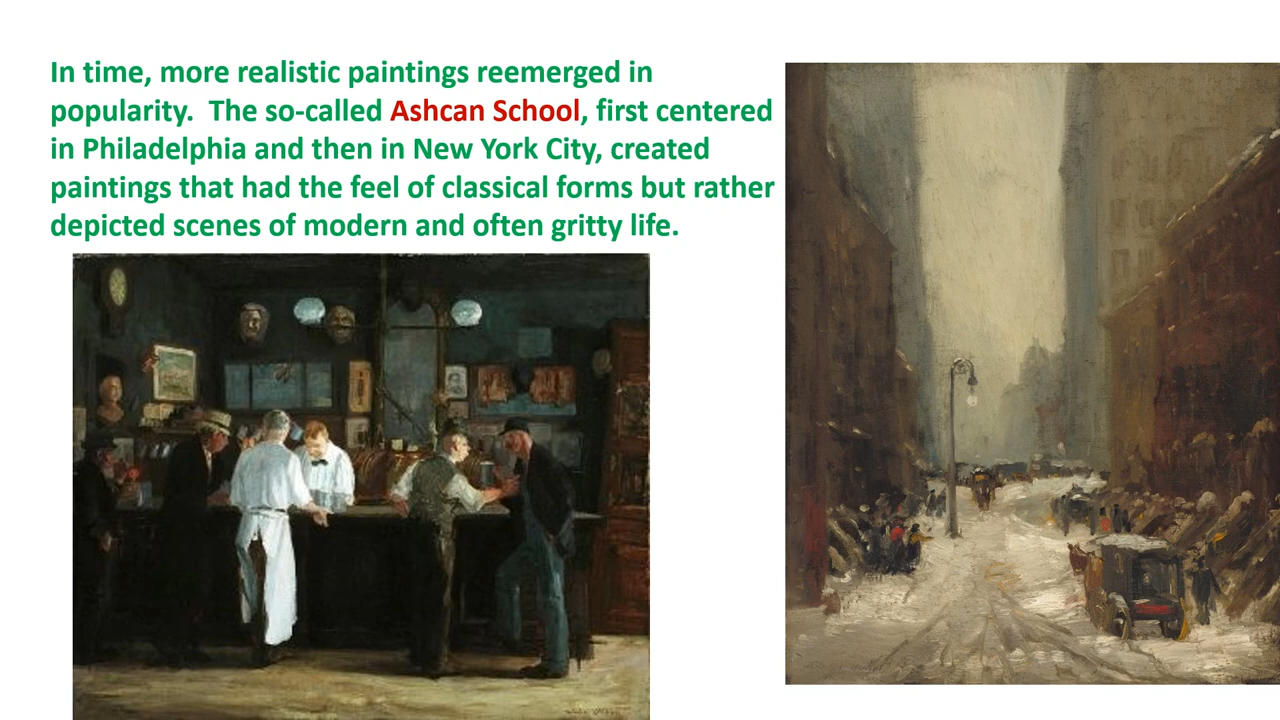 In time, more realistic paintings reemerged in
popularity.  The so-called Ashcan School, first centered
in Philadelphia and then in New York City, created
paintings that had the feel of classical forms but rather
depicted scenes of modern and often gritty life.